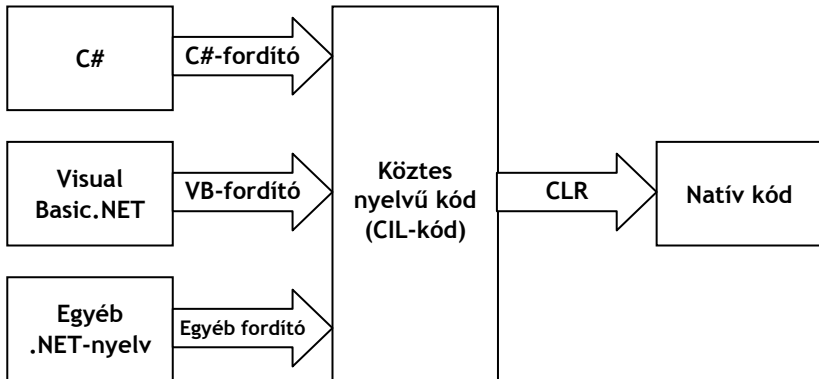 C#
C#-fordító
Visual
Basic.NET
VB-fordító
Egyéb
.NET-nyelv
Egyéb fordító
Köztes
nyelvű kód
(CIL-kód)
CLR
Natív kód